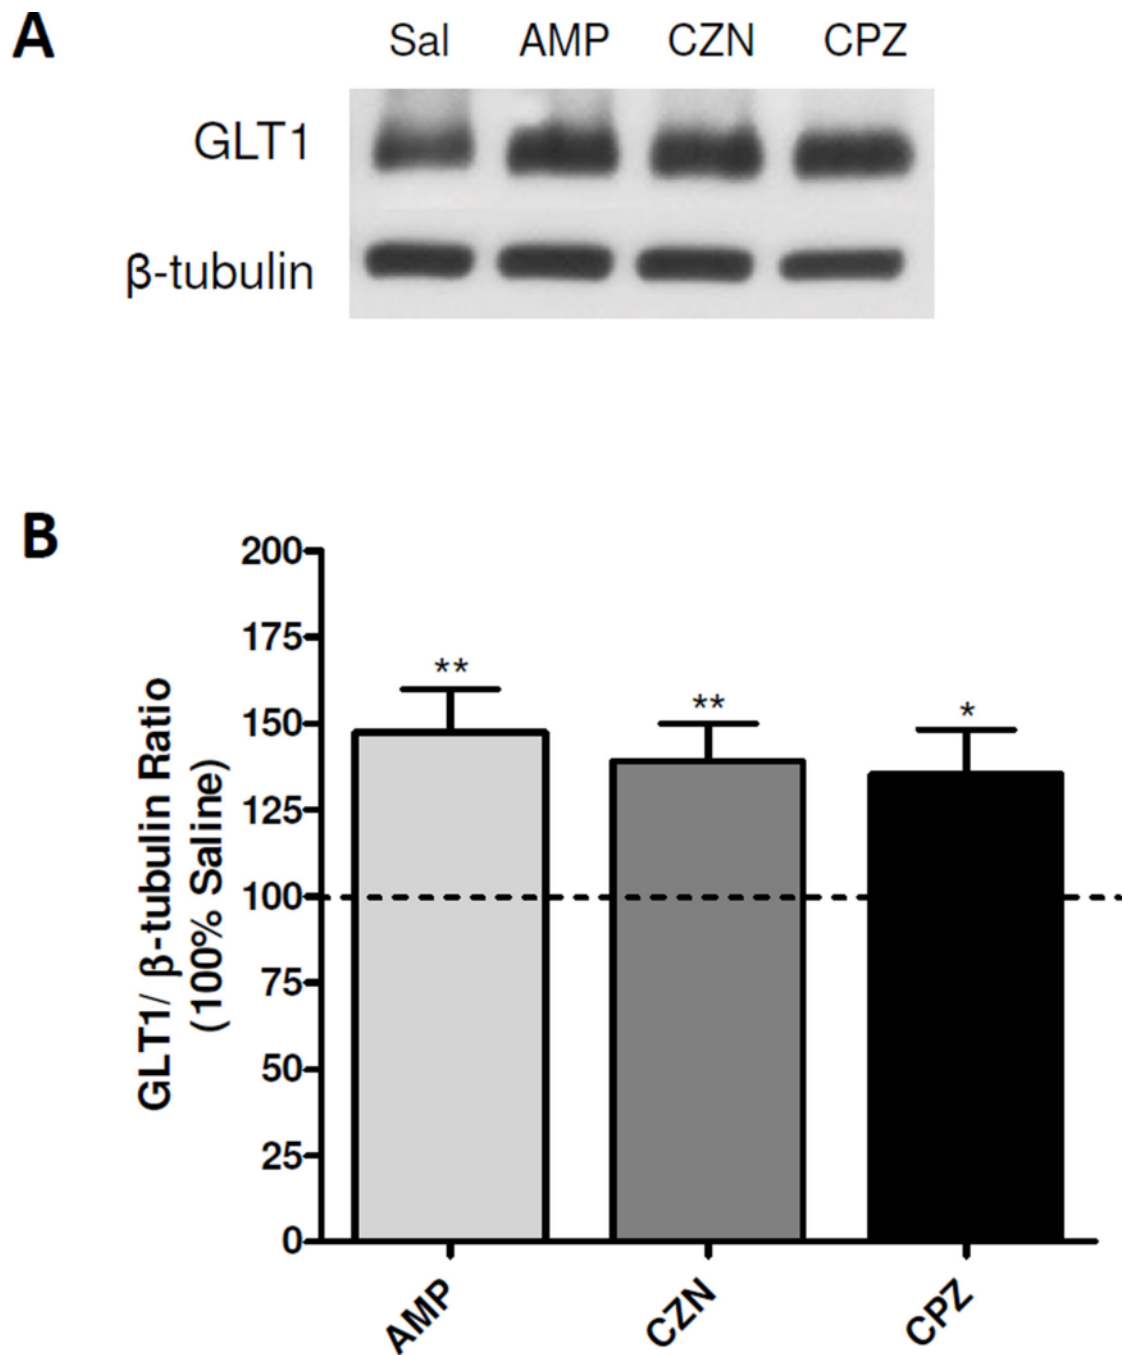 A
Sal AMP CZN CPZ
GLT1
β-tubulin
B
GLT1/ β-tubulin Ratio
(100% Saline)
200
175
150
125
100
75
50
25
0
** ** *
AMP CZN CPZ